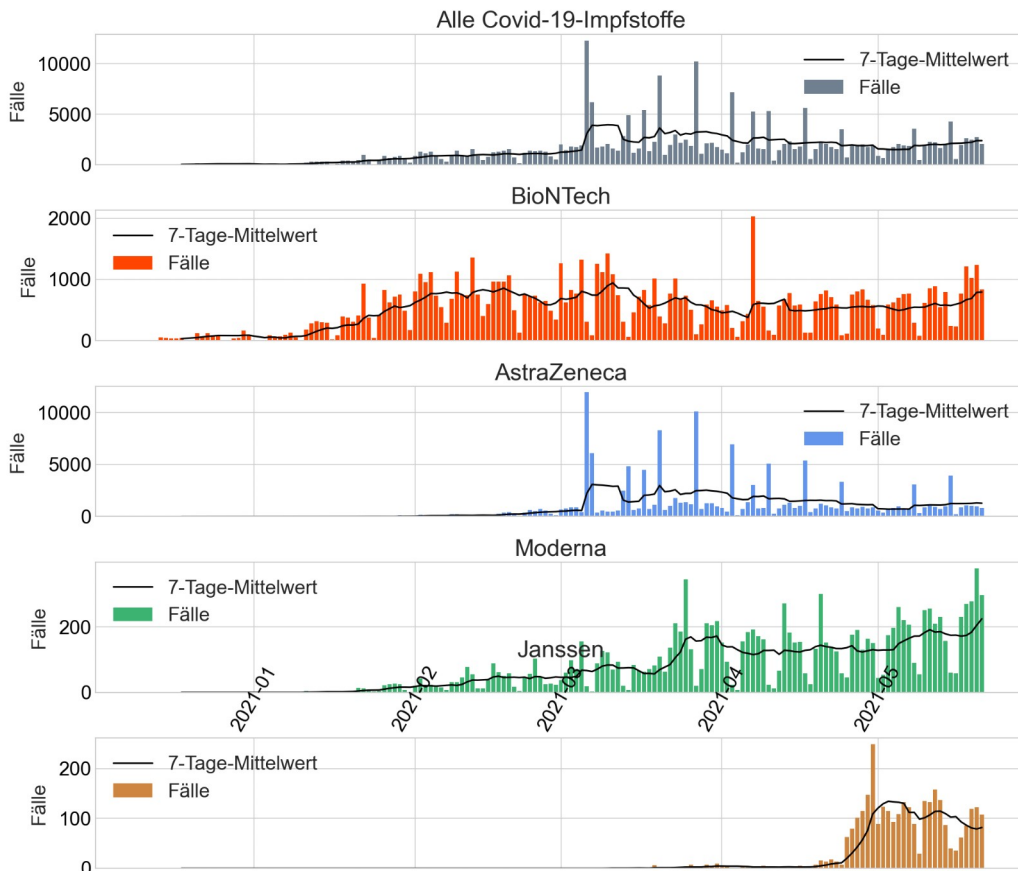 Alle Covid-19-Impfstoffe
10000
5000
0
Fälle
7-Tage-Mittelwert
Fälle
BioNTech
2000
1000
0
Fälle
7-Tage-Mittelwert
Fälle
AstraZeneca
10000
5000
0
Fälle
7-Tage-Mittelwert
Fälle
Moderna
200
0
Fälle
7-Tage-Mittelwert
Fälle
Janssen
2021-01
2021-02
2021-03
2021-04
2021-05
200
100
0
Fälle
7-Tage-Mittelwert
Fälle